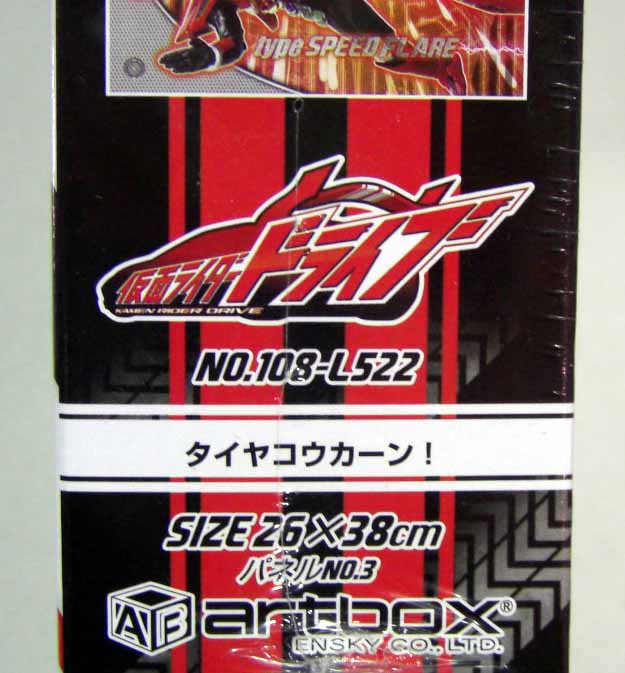 type SPEED FLARE
仮面ライダードライブ
KAMEN RIDER DRIVE
NO.108-L522
タイヤコウカーン！
SIZE 26×38cm
パネルNO.3
AB artbox®
ENSKY CO., LTD.